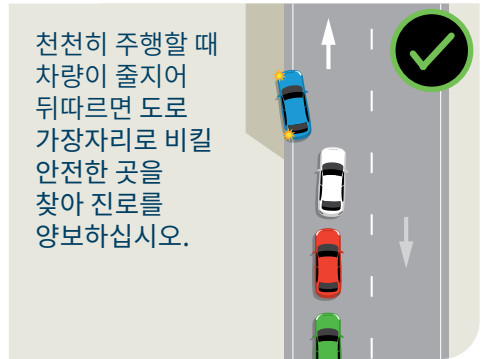 천천히 주행할 때
차량이 줄지어
뒤따르면 도로
가장자리로 비킬
안전한 곳을
찾아 진로를
양보하십시오.